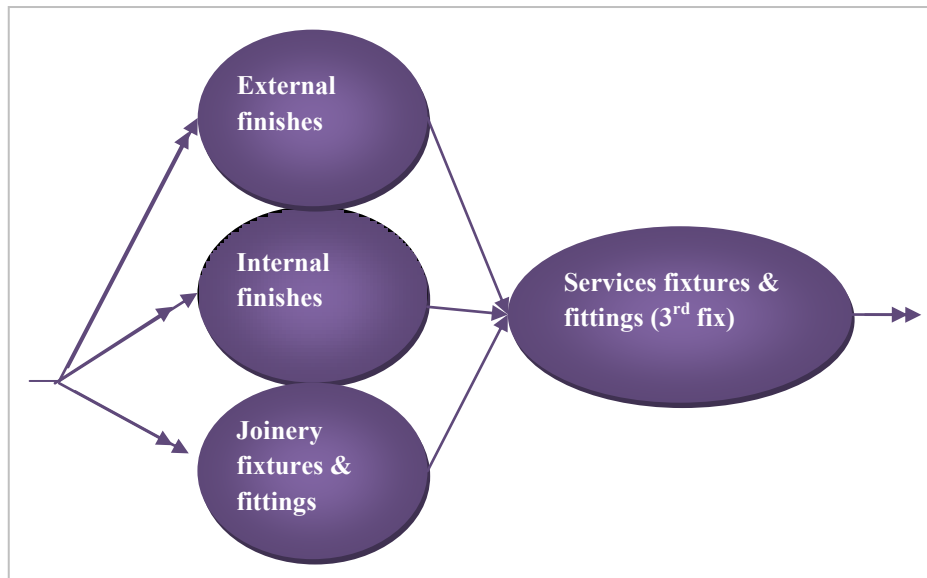 External
finishes
Internal
finishes
Services fixtures &
fittings (3rd fix)
Joinery
fixtures &
fittings